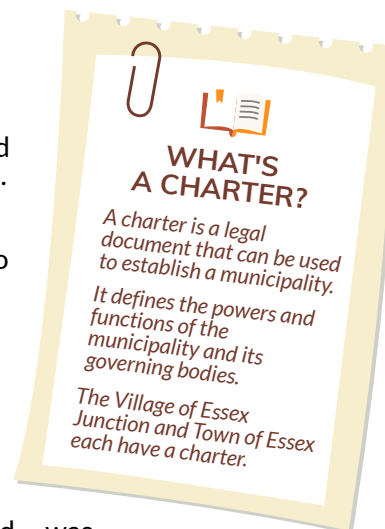 WHAT'S
A CHARTER?
A charter is a legal
document that can be used
to establish a municipality.
It defines the powers and
functions of the
municipality and its
governing bodies.
The Village of Essex
Junction and Town of Essex
each have a charter.